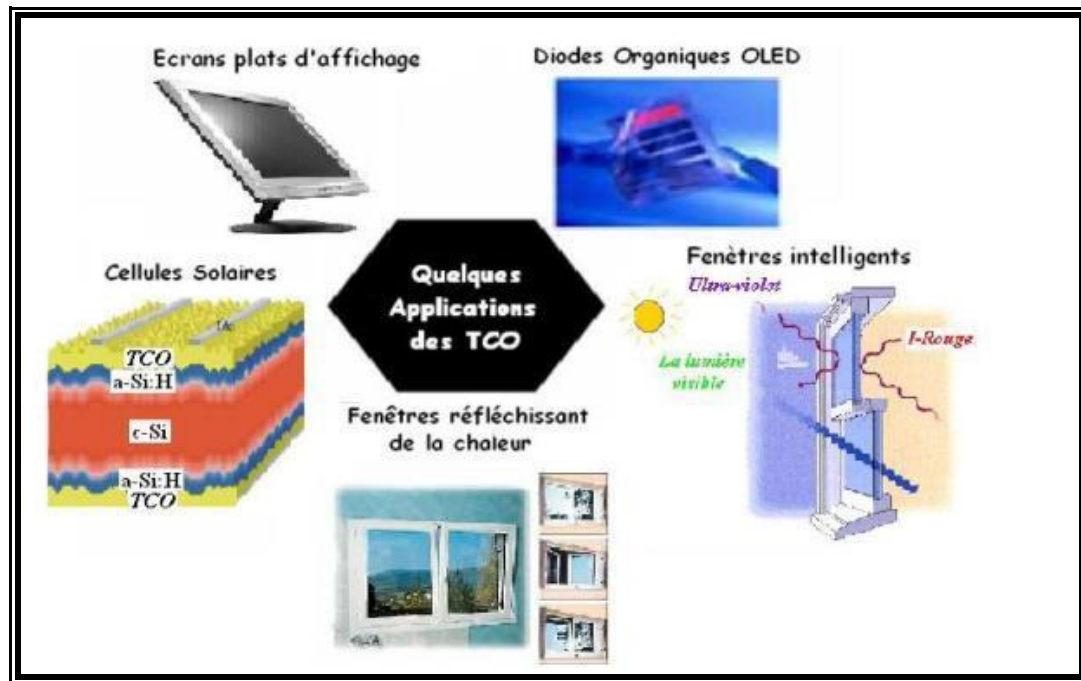 Ecrans plats d'affichage
Diodes Organiques OLED
Cellules Solaires
Quelques
Applications
des TCO
Fenètres intelligents
Ultra-violet
I-Rouge
La lumière
visible
TCO
a-Si:H
c-Si
a-Si:H
TCO
Fenêtres réfléchissant
de la chaleur